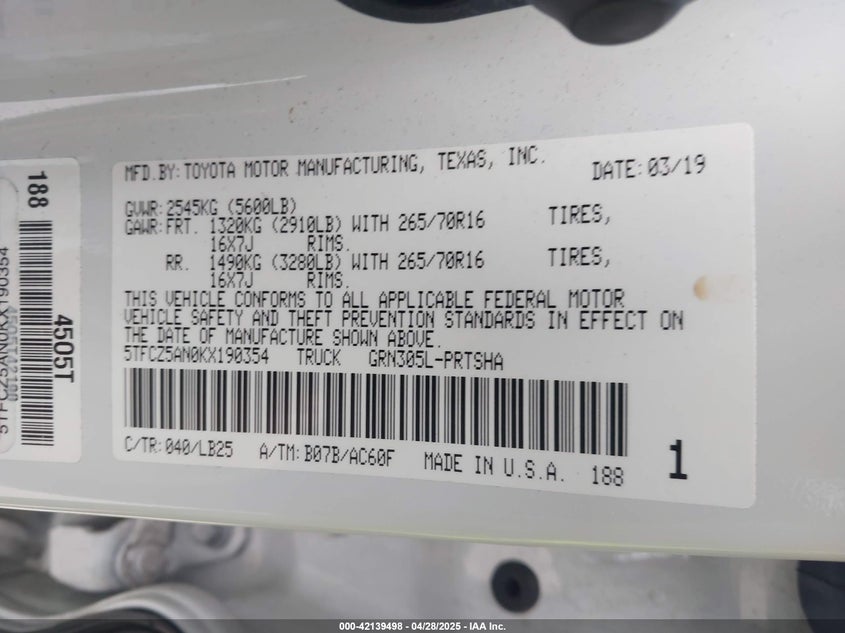 MFD.BY:TOYOTA MOTOR MANUFACTURING, TEXAS, INC. DATE:03/19
GVWR:2545KG (5600LB)
GAWR:FRT. 1320KG (2910LB) WITH 265/70R16 TIRES,
16X7J RIMS.
RR. 1490KG (3280LB) WITH 265/70R16 TIRES,
16X7J RIMS.
THIS VEHICLE CONFORMS TO ALL APPLICABLE FEDERAL MOTOR
VEHICLE SAFETY AND THEFT PREVENTION STANDARDS IN EFFECT ON
THE DATE OF MANUFACTURE SHOWN ABOVE.
5TFCZ5AN0KX190354 TRUCK GRN305L-PRTSHA
C/TR:040/LB25 A/TM:B07B/AC60F MADE IN U.S.A. 188 1
188
4505T
5TFCZ5AN0KX190354
000-42139498 - 04/28/2025 - IAA Inc.